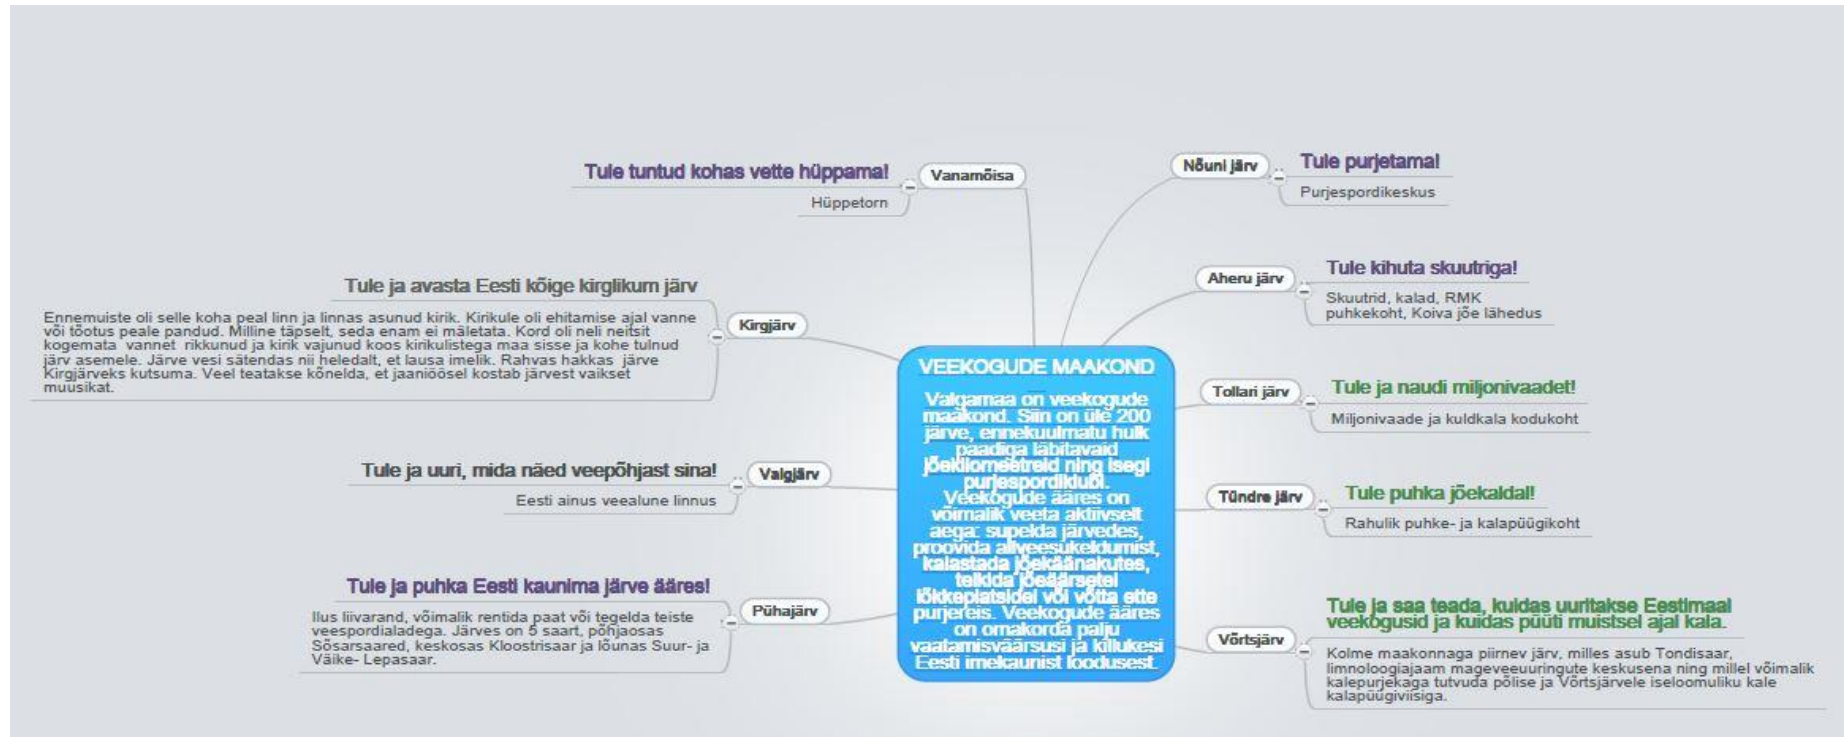 Tule tuntud kohas vette hüppama!
Hüppetorn
Vanamõisa
Tule ja avasta Eesti kõige kirglikum järv
Ennemuiste oli selle koha peal linn ja linnas asunud kirik. Kirikule oli ehitamise ajal vanne
või tõotus peale pandud. Milline täpselt, seda enam ei mäletata. Kord oli neli neitsit
kogemata vannet rikkunud ja kirik vajunud koos kirikulistega maa sisse ja kohe tulnud
järv asemele. Järve vesi sätendas nii heledalt, et lausa imelik. Rahvas hakkas järve
Kirgjärveks kutsuma. Veel teatakse kõnelda, et jaaniöösel kostab järvest vaikset
muusikat.
Kirgjärv
Tule ja uuri, mida näed veepõhjast sina!
Eesti ainus veealune linnus
Valgjärv
Tule ja puhka Eesti kaunima järve ääres!
Ilus liivarand, võimalik rentida paat või tegelda teiste
veespordialadega. Järves on 5 saart, põhjaosas
Sõsarsaared, keskosas Kloostrisaar ja lõunas Suur- ja
Väike- Lepasaar.
Pühajärv
VEEKOGUDE MAAKOND
Valgamaa on veekogude
maakond. Siin on üle 200
järve, ennekuulmatu hulk
paadiga läbitavaid
jõekilomeetreid ning isegi
purjespordiklubi.
Veekogude ääres on
võimalik veeta aktiivselt
aega: supelda järvedes,
proovida allveesukeldumist,
kalastada jõekäänakutes,
telkida jõeäärsetel
lõkkeplatsidel või võtta ette
purjereis. Veekogude ääres
on omakorda palju
vaatamisväärsusi ja killukesi
Eesti imekaunist loodusest.
Nõuni järv
Tule purjetama!
Purjespordikeskus
Aheru järv
Tule kihuta skuutriga!
Skuutrid, kalad, RMK
puhkekoht, Koiva jõe lähedus
Tollari järv
Tule ja naudi miljonivaadet!
Miljonivaade ja kuldkala kodukoht
Tündre järv
Tule puhka jõekaldal!
Rahulik puhke- ja kalapüügikoht
Võrtsjärv
Tule ja saa teada, kuidas uuritakse Eestimaal
veekogusid ja kuidas püüti muistsel ajal kala.
Kolme maakonnaga piirnev järv, milles asub Tondisaar,
limnoloogiajaam mageveeuuringute keskusena ning millel võimalik
kalepurjekaga tutvuda põlise ja Võrtsjärvele iseloomuliku kale
kalapüügiviisiga.